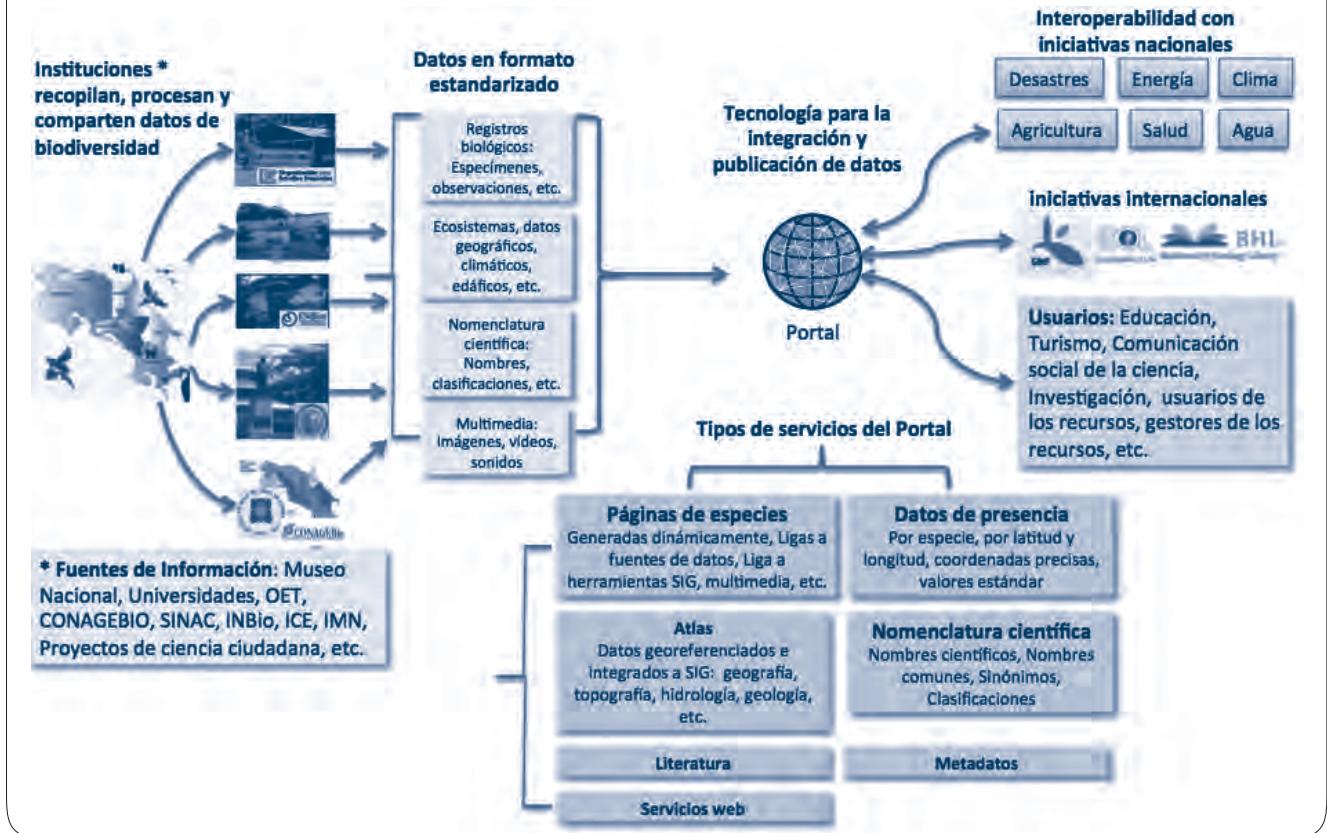 Instituciones *
recopilan, procesan y
comparten datos de
biodiversidad
CONAGEBio
* Fuentes de Información: Museo
Nacional, Universidades, OET,
CONAGEBIO, SINAC, INBio, ICE, IMN,
Proyectos de ciencia ciudadana, etc.
Datos en formato
estandarizado
Registros
biológicos:
Especímenes,
observaciones, etc.
Ecosistemas, datos
geográficos,
climáticos,
edáficos, etc.
Nomenclatura
científica:
Nombres,
clasificaciones, etc.
Multimedia:
Imágenes, vídeos,
sonidos
Tecnología para la
integración y
publicación de datos
Portal
Interoperabilidad con
iniciativas nacionales
Desastres
Energía
Clima
Agricultura
Salud
Agua
iniciativas internacionales
BHL
Usuarios: Educación,
Turismo, Comunicación
social de la ciencia,
Investigación, usuarios de
los recursos, gestores de los
recursos, etc.
Tipos de servicios del Portal
Páginas de especies
Generadas dinámicamente, Ligas a
fuentes de datos, Liga a
herramientas SIG, multimedia, etc.
Datos de presencia
Por especie, por latitud y
longitud, coordenadas precisas,
valores estándar
Atlas
Datos georeferenciados e
integrados a SIG: geografía,
topografía, hidrología, geología,
etc.
Nomenclatura científica
Nombres científicos, Nombres
comunes, Sinónimos,
Clasificaciones
Literatura
Metadatos
Servicios web